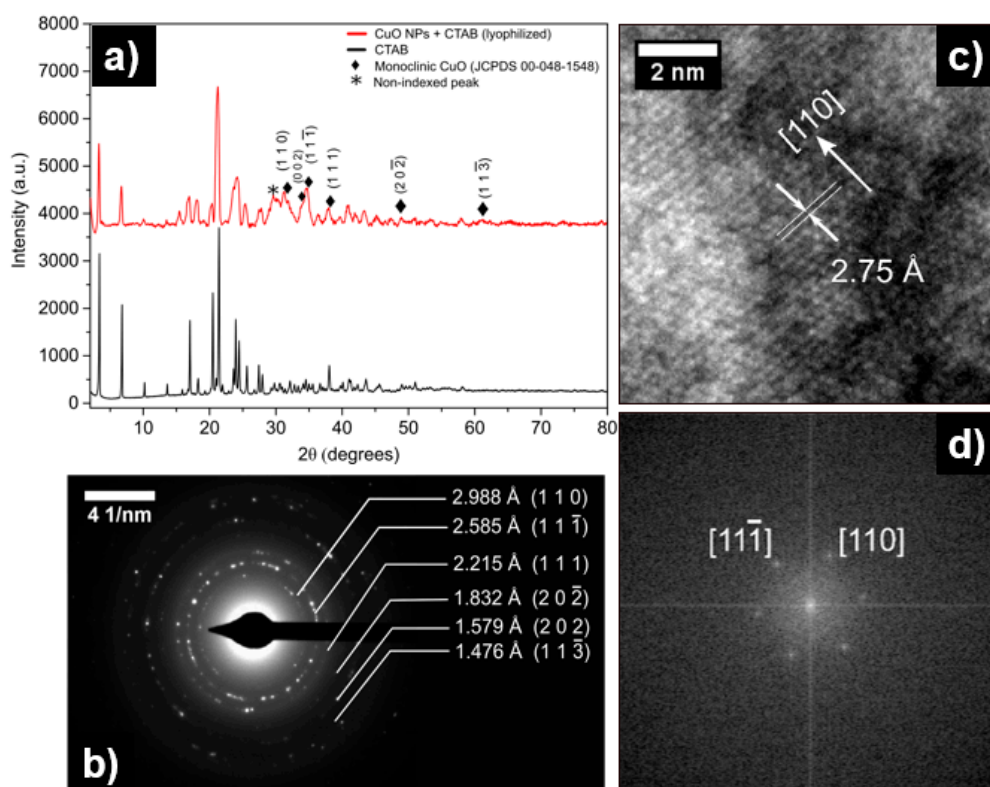 a)
8000
7000
6000
5000
4000
3000
2000
1000
0
Intensity (a.u.)
CuO NPs + CTAB (lyophilized)
CTAB
Monoclinic CuO (JCPDS 00-048-1548)
* Non-indexed peak
*
(1 1 0)
(0 0 2)
(1 1 1̅)
(1 1 1)
(2 0 2̅)
(1 1 3̅)
10 20 30 40 50 60 70 80
2θ (degrees)
4 1/nm
2.988 Å (1 1 0)
2.585 Å (1 1 1̅)
2.215 Å (1 1 1)
1.832 Å (2 0 2̅)
1.579 Å (2 0 2)
1.476 Å (1 1 3̅)
b)
2 nm
c)
[110]
2.75 Å
d)
[111̅] [110]